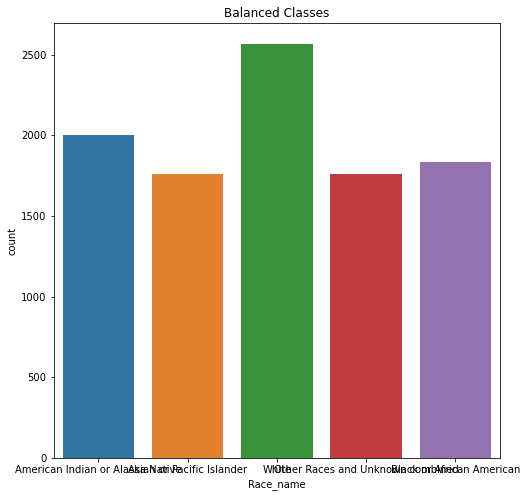 Balanced Classes
2500
2000
1500
1000
500
0
count
American Indian or Alaska Native
Asian or Pacific Islander
White
Other Races and Unknown combined
Black or African American
Race_name